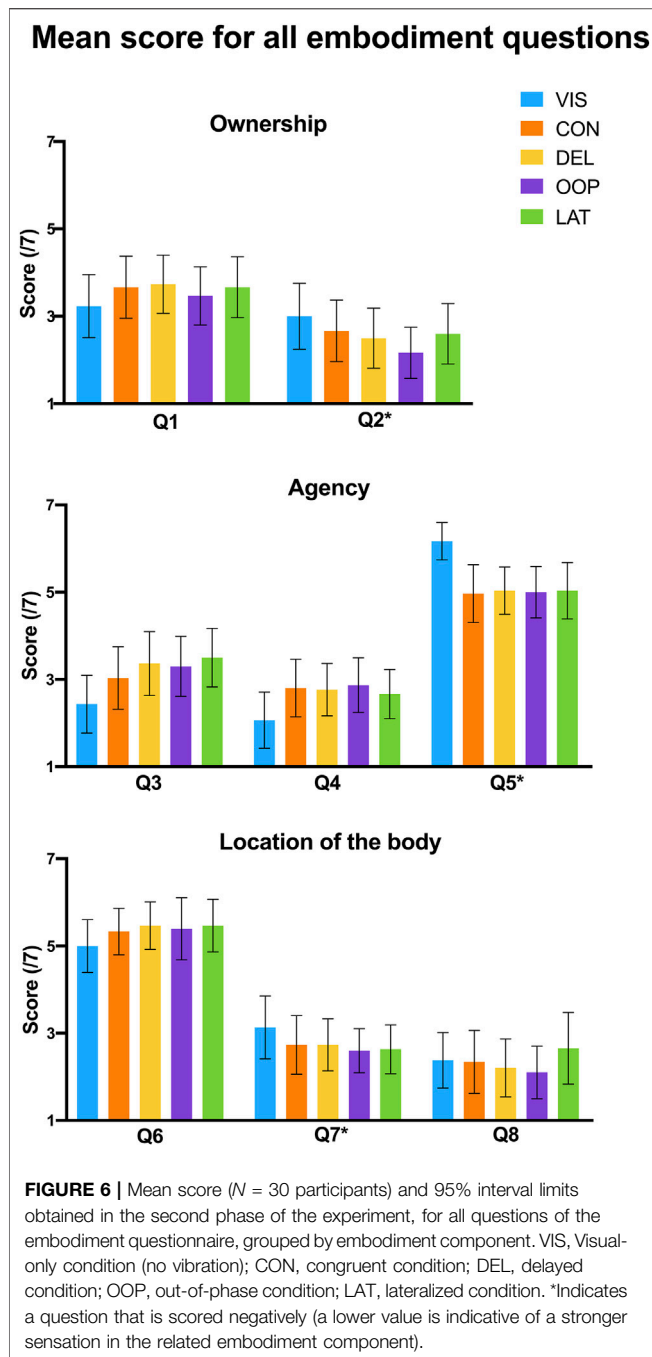 Mean score for all embodiment questions
VIS
CON
DEL
OOP
LAT
Ownership
Score (/7)
7
5
3
1
Q1 Q2*
Agency
Score (/7)
7
5
3
1
Q3 Q4 Q5*
Location of the body
Score (/7)
7
5
3
1
Q6 Q7* Q8
FIGURE 6 | Mean score (N = 30 participants) and 95% interval limits
obtained in the second phase of the experiment, for all questions of the
embodiment questionnaire, grouped by embodiment component. VIS, Visual-
only condition (no vibration); CON, congruent condition; DEL, delayed
condition; OOP, out-of-phase condition; LAT, lateralized condition. *Indicates
a question that is scored negatively (a lower value is indicative of a stronger
sensation in the related embodiment component).